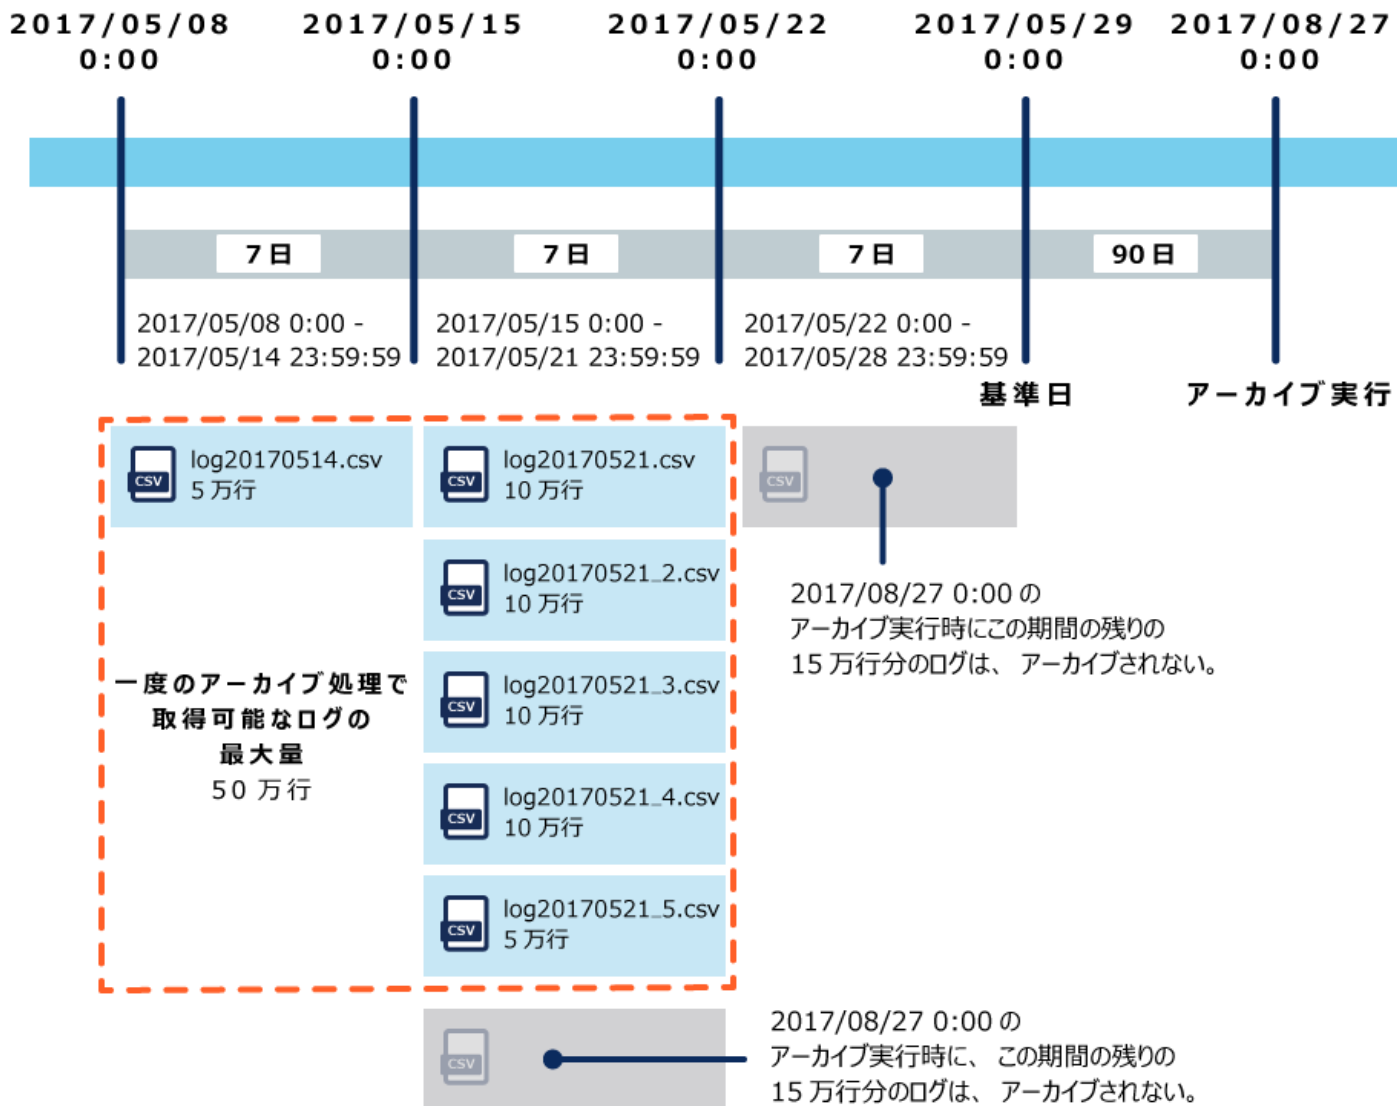 2017/05/08
0:00
2017/05/15
0:00
2017/05/22
0:00
2017/05/29
0:00
2017/08/27
0:00
7日
7日
7日
90日
2017/05/08 0:00 -
2017/05/14 23:59:59
2017/05/15 0:00 -
2017/05/21 23:59:59
2017/05/22 0:00 -
2017/05/28 23:59:59
基準日
アーカイブ実行
CSV
log20170514.csv
5万行
一度のアーカイブ処理で
取得可能なログの
最大量
50万行
CSV
log20170521.csv
10万行
CSV
log20170521_2.csv
10万行
CSV
log20170521_3.csv
10万行
CSV
log20170521_4.csv
10万行
CSV
log20170521_5.csv
5万行
CSV
2017/08/27 0:00 の
アーカイブ実行時にこの期間の残りの
15万行分のログは、アーカイブされない。
CSV
2017/08/27 0:00 の
アーカイブ実行時に、この期間の残りの
15万行分のログは、アーカイブされない。